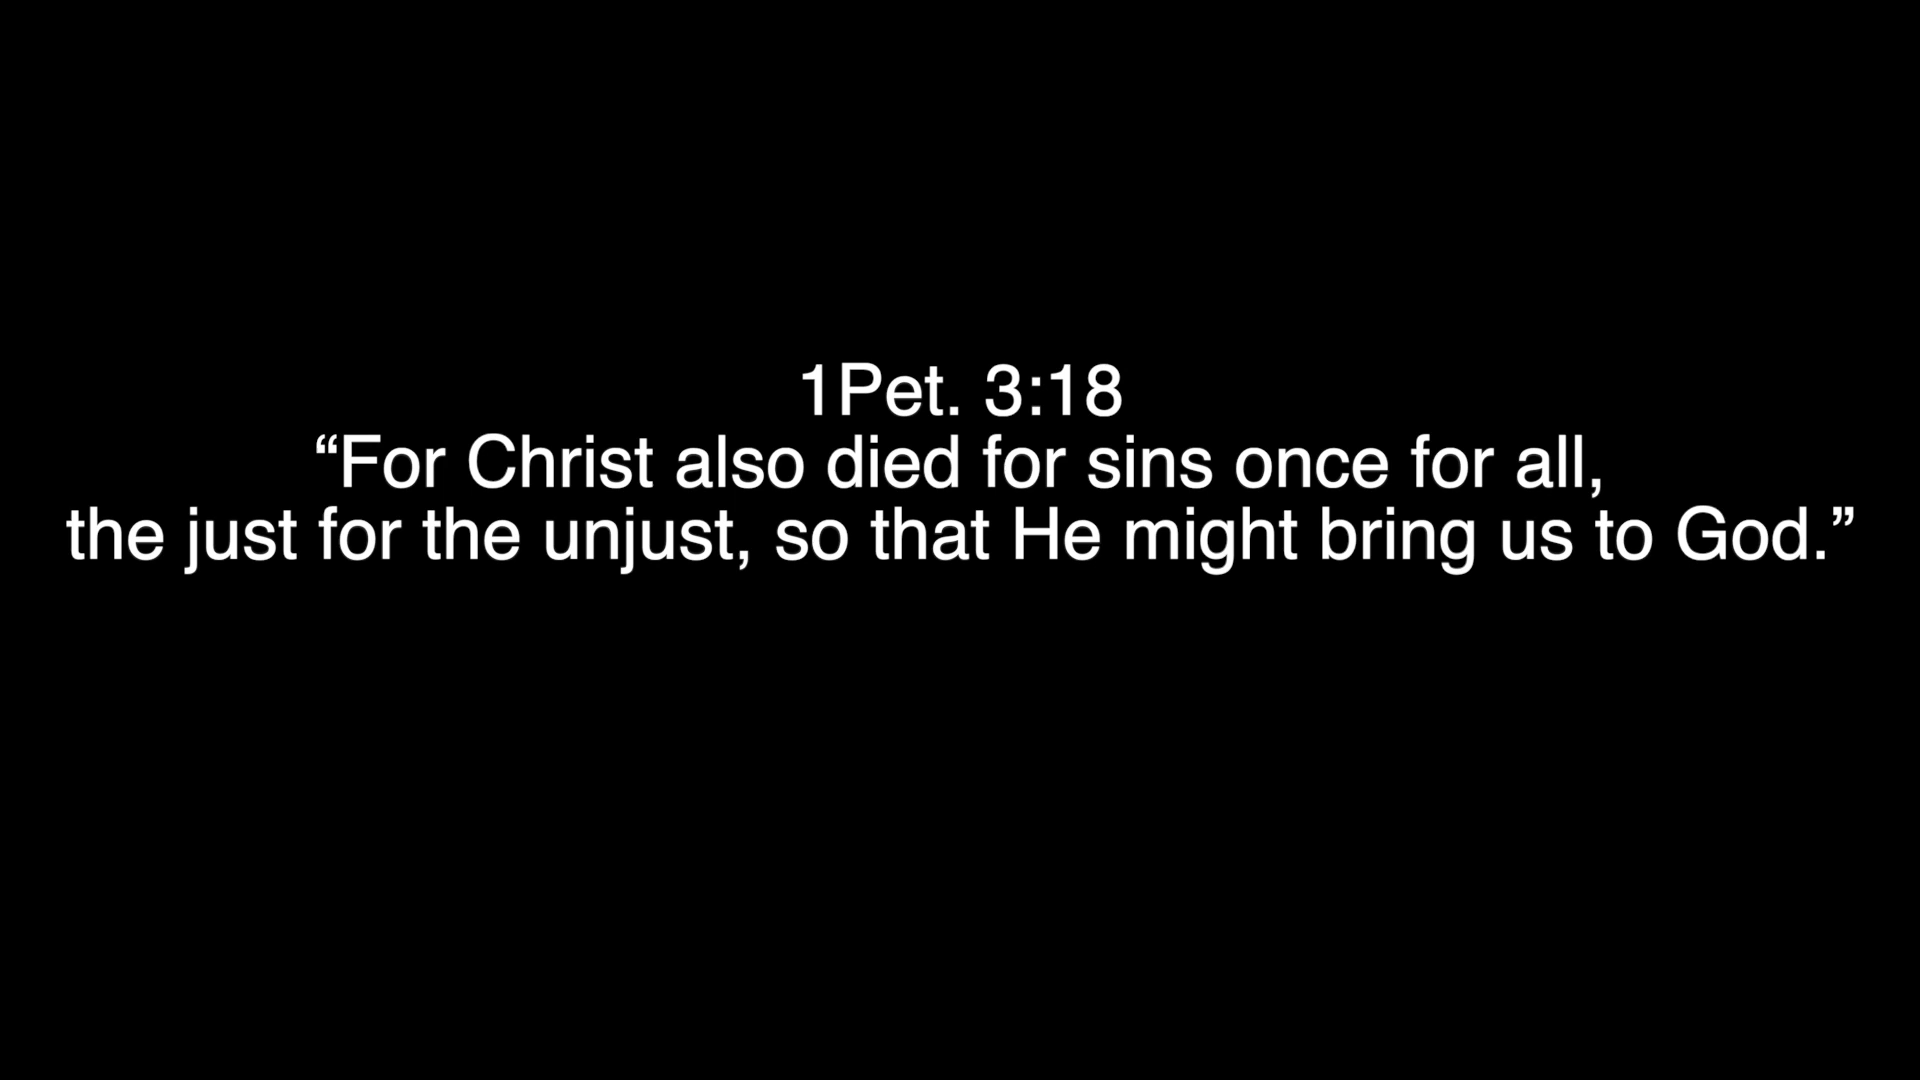 1Pet. 3:18
“For Christ also died for sins once for all,
the just for the unjust, so that He might bring us to God.”